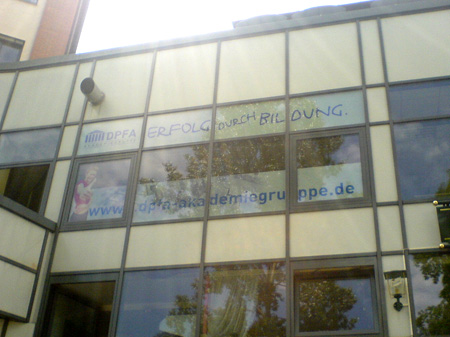 DPFA
ERFOLG DURCH BILDUNG.
www.dpfa-akademiegruppe.de